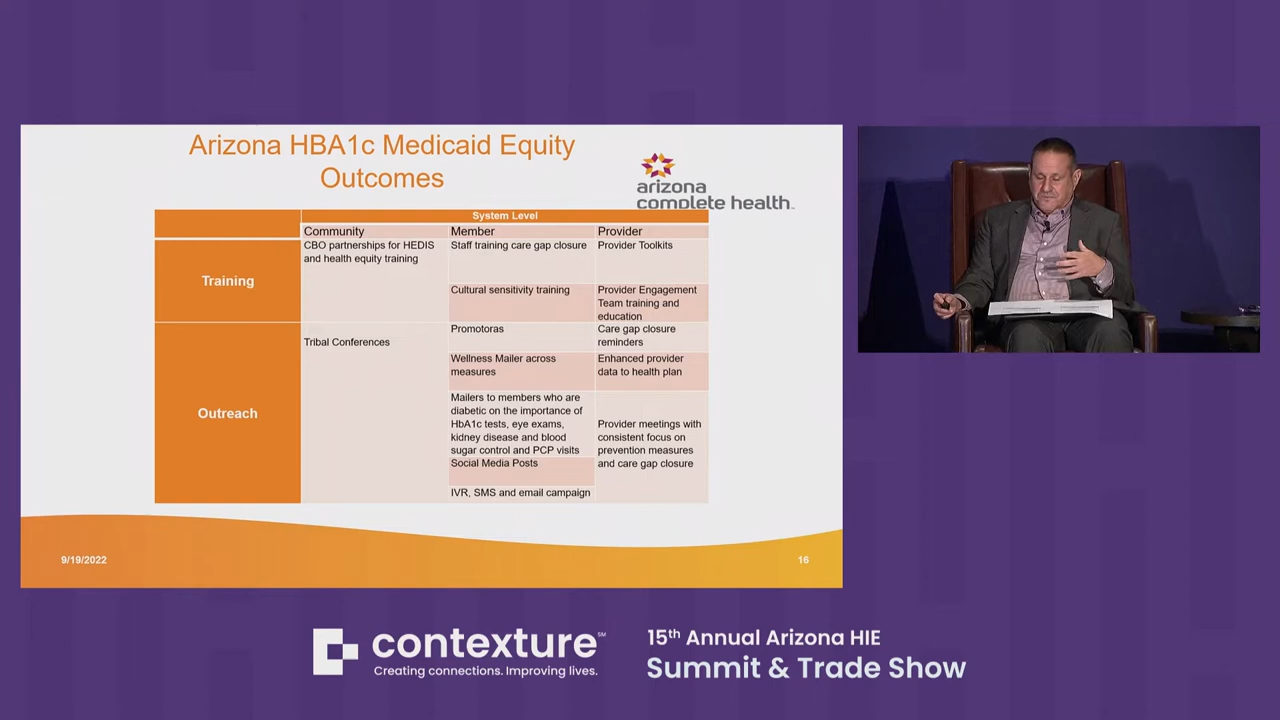 Arizona HBA1c Medicaid Equity
Outcomes
arizona
complete health™
System Level
Community
Member
Provider
Training
CBO partnerships for HEDIS
and health equity training
Staff training care gap closure
Provider Toolkits
Cultural sensitivity training
Provider Engagement
Team training and
education
Outreach
Tribal Conferences
Promotoras
Care gap closure
reminders
Wellness Mailer across
measures
Enhanced provider
data to health plan
Mailers to members who are
diabetic on the importance of
HbA1c tests, eye exams,
kidney disease and blood
sugar control and PCP visits
Provider meetings with
consistent focus on
prevention measures
and care gap closure
Social Media Posts
IVR, SMS and email campaign
9/19/2022
16
contexture℠
Creating connections. Improving lives.
15th Annual Arizona HIE
Summit & Trade Show